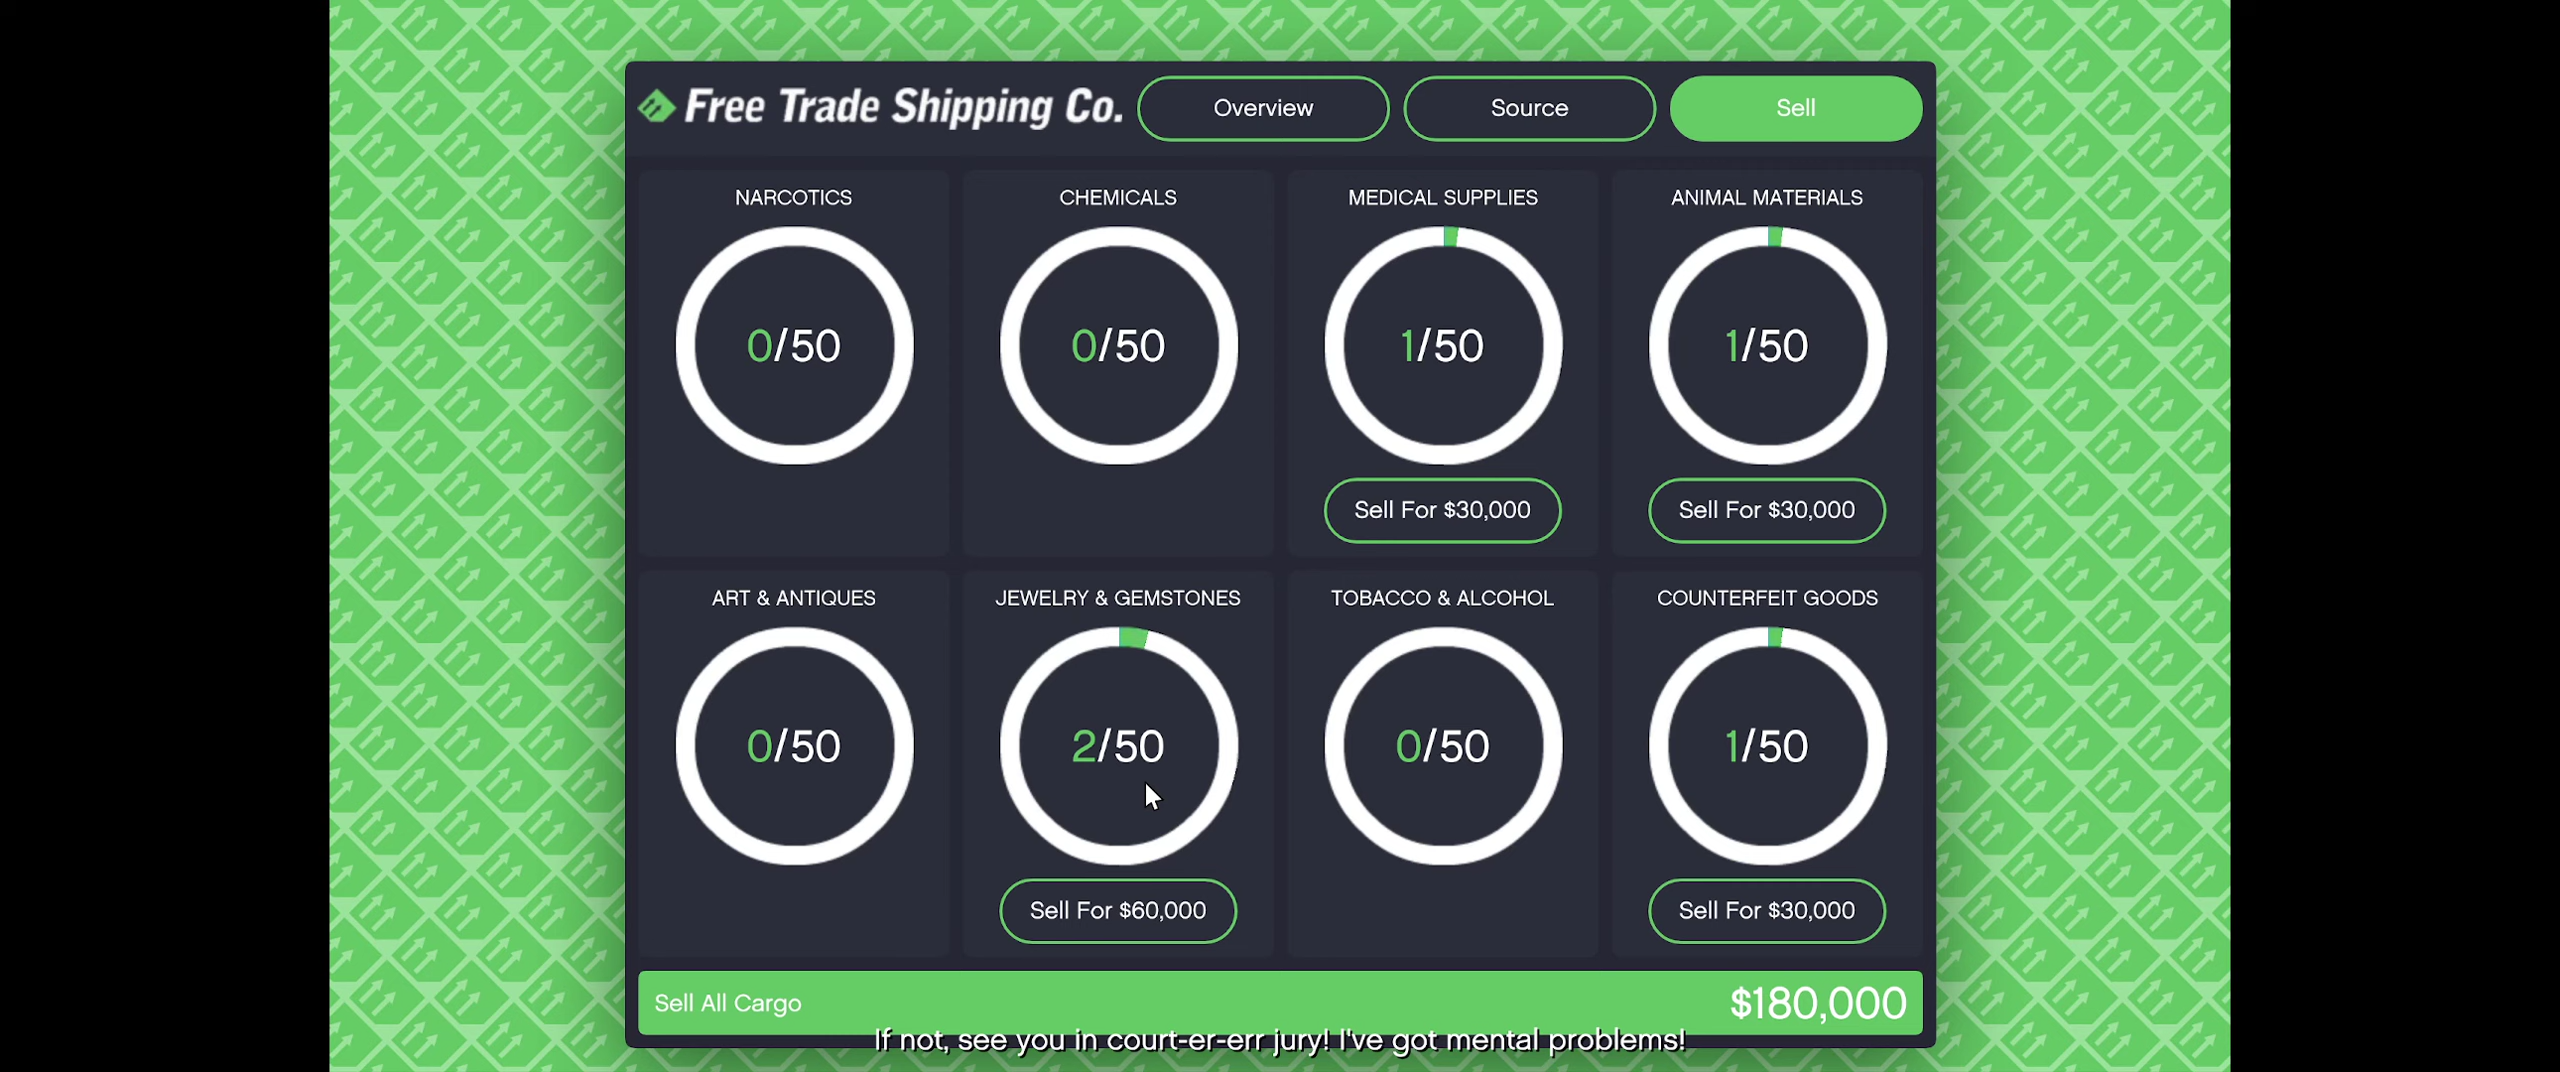 Free Trade Shipping Co.
Overview
Source
Sell
NARCOTICS
CHEMICALS
MEDICAL SUPPLIES
ANIMAL MATERIALS
0/50
0/50
1/50
1/50
Sell For $30,000
Sell For $30,000
ART & ANTIQUES
JEWELRY & GEMSTONES
TOBACCO & ALCOHOL
COUNTERFEIT GOODS
0/50
2/50
0/50
1/50
Sell For $60,000
Sell For $30,000
Sell All Cargo
$180,000
If not, see you in court-er-err jury! I've got mental problems!